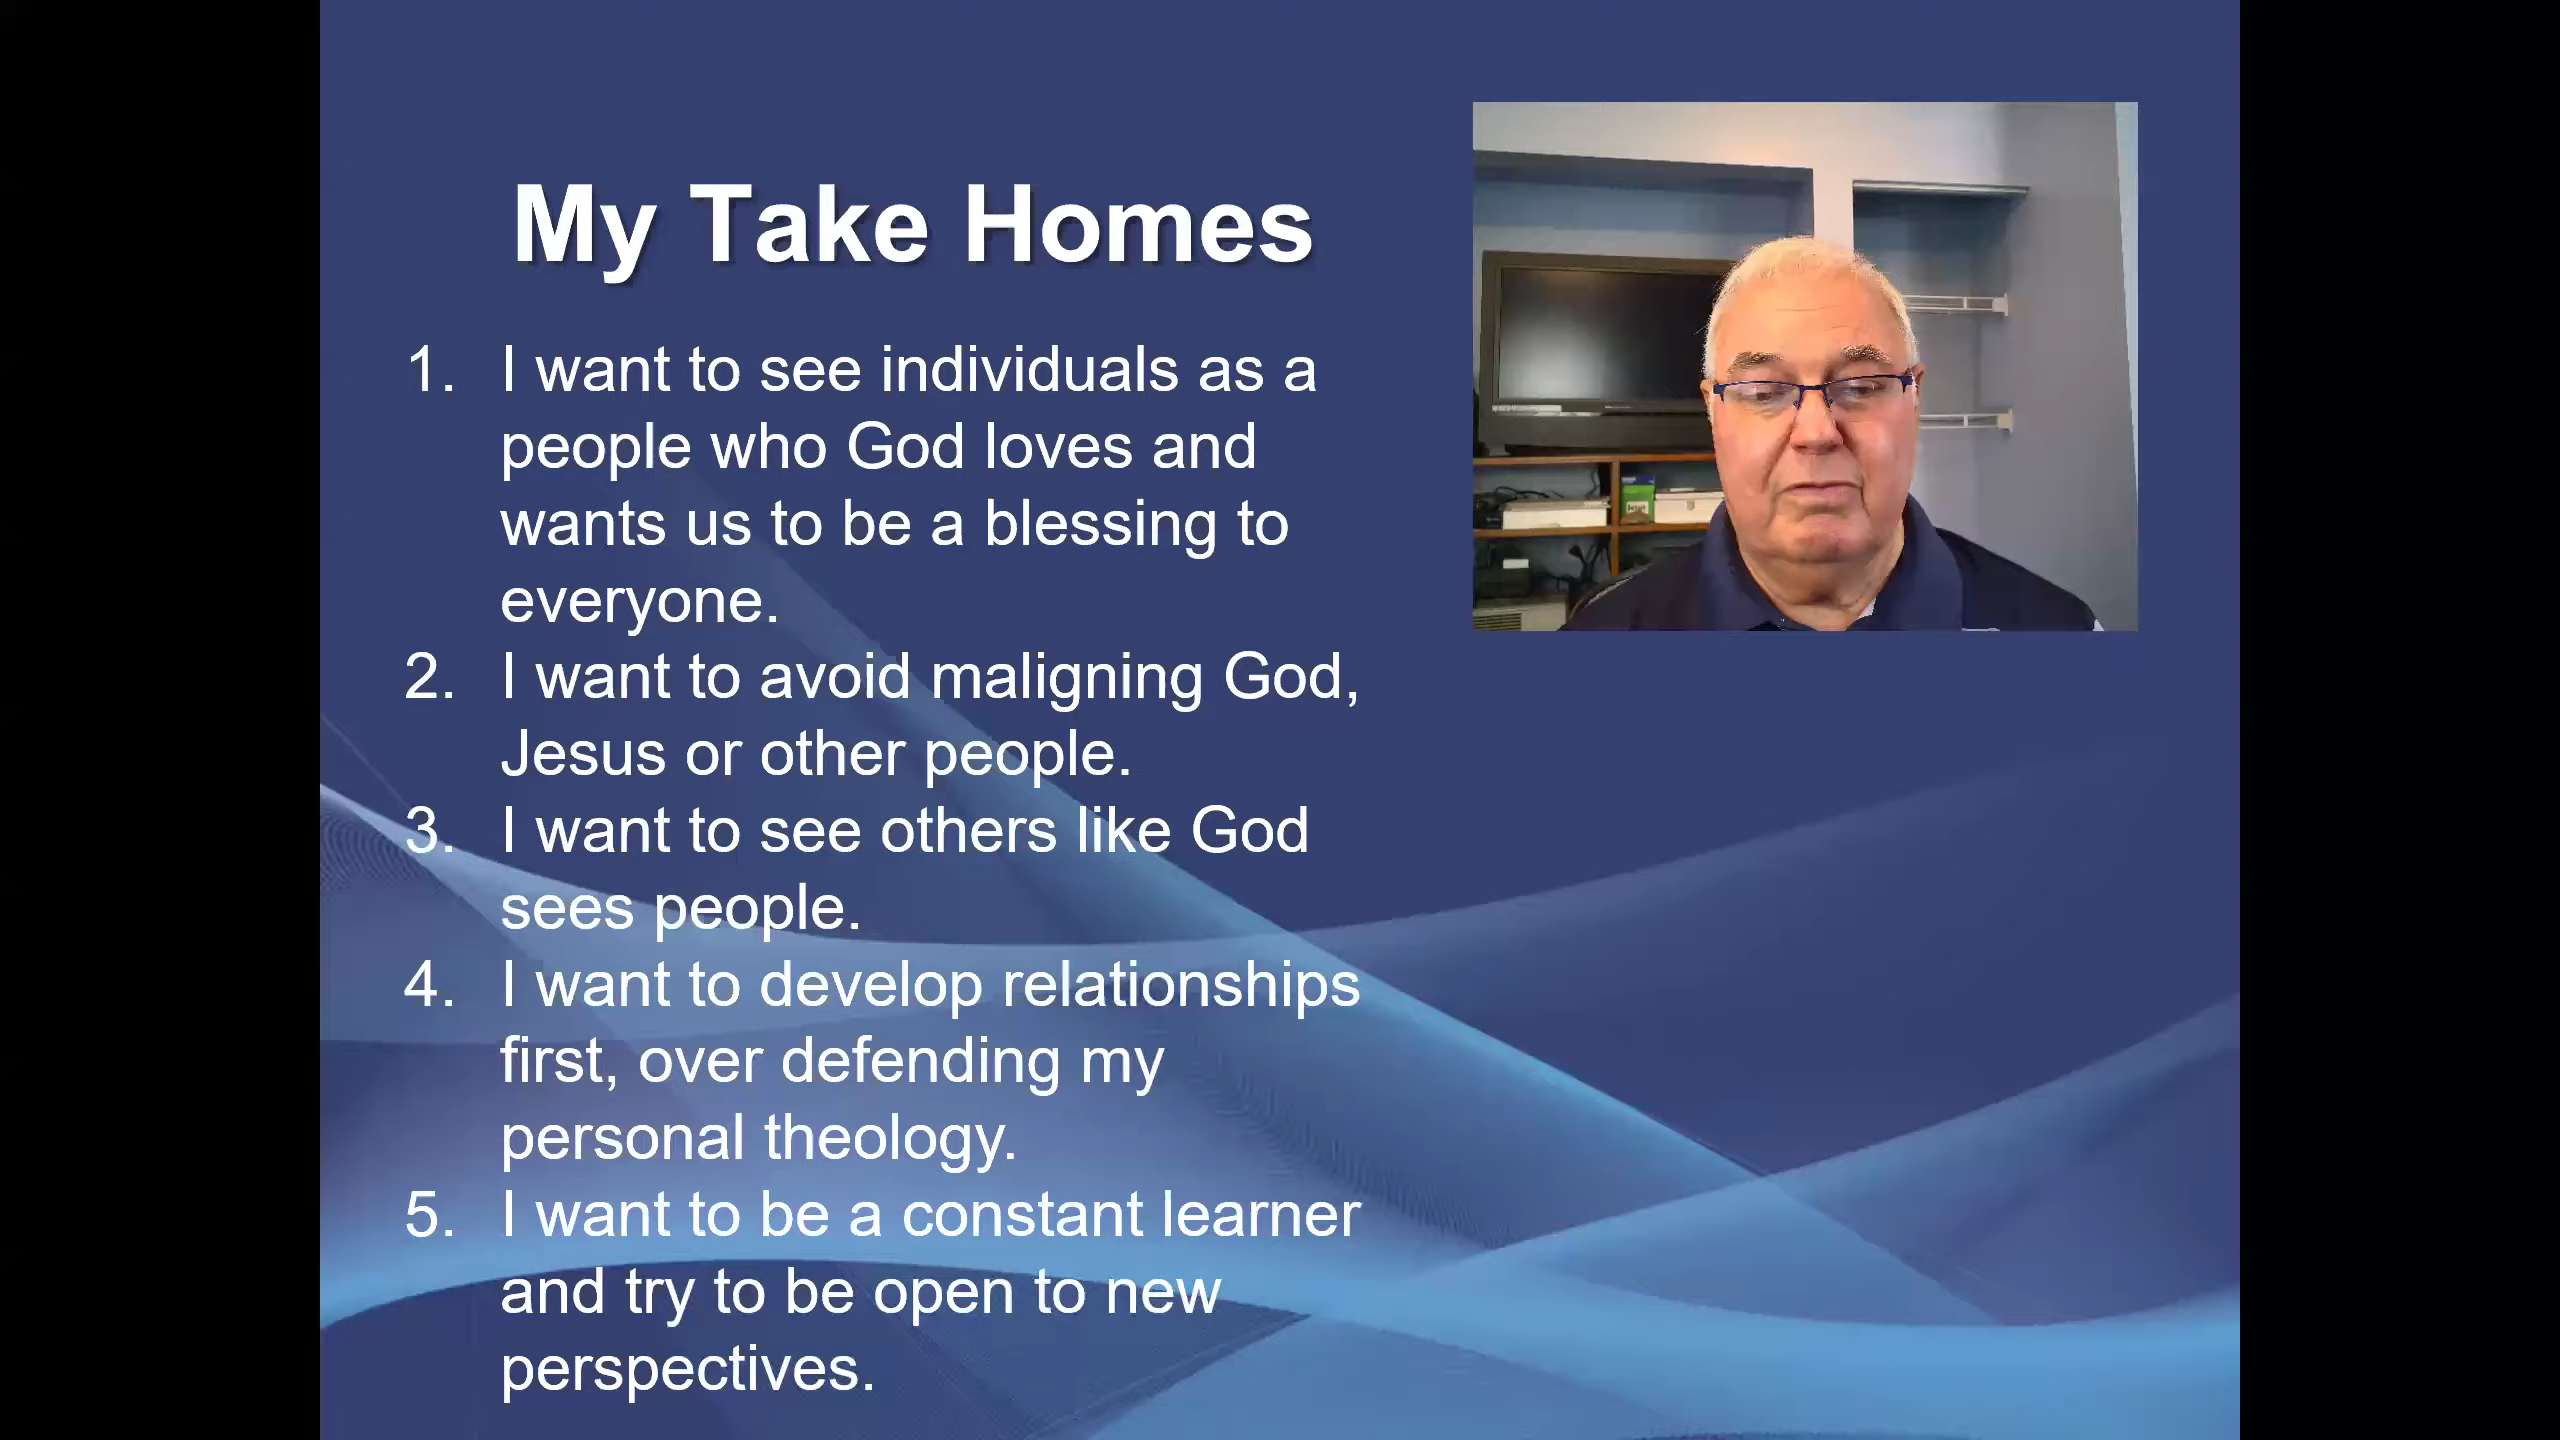 My Take Homes
1. I want to see individuals as a
people who God loves and
wants us to be a blessing to
everyone.
2. I want to avoid maligning God,
Jesus or other people.
3. I want to see others like God
sees people.
4. I want to develop relationships
first, over defending my
personal theology.
5. I want to be a constant learner
and try to be open to new
perspectives.